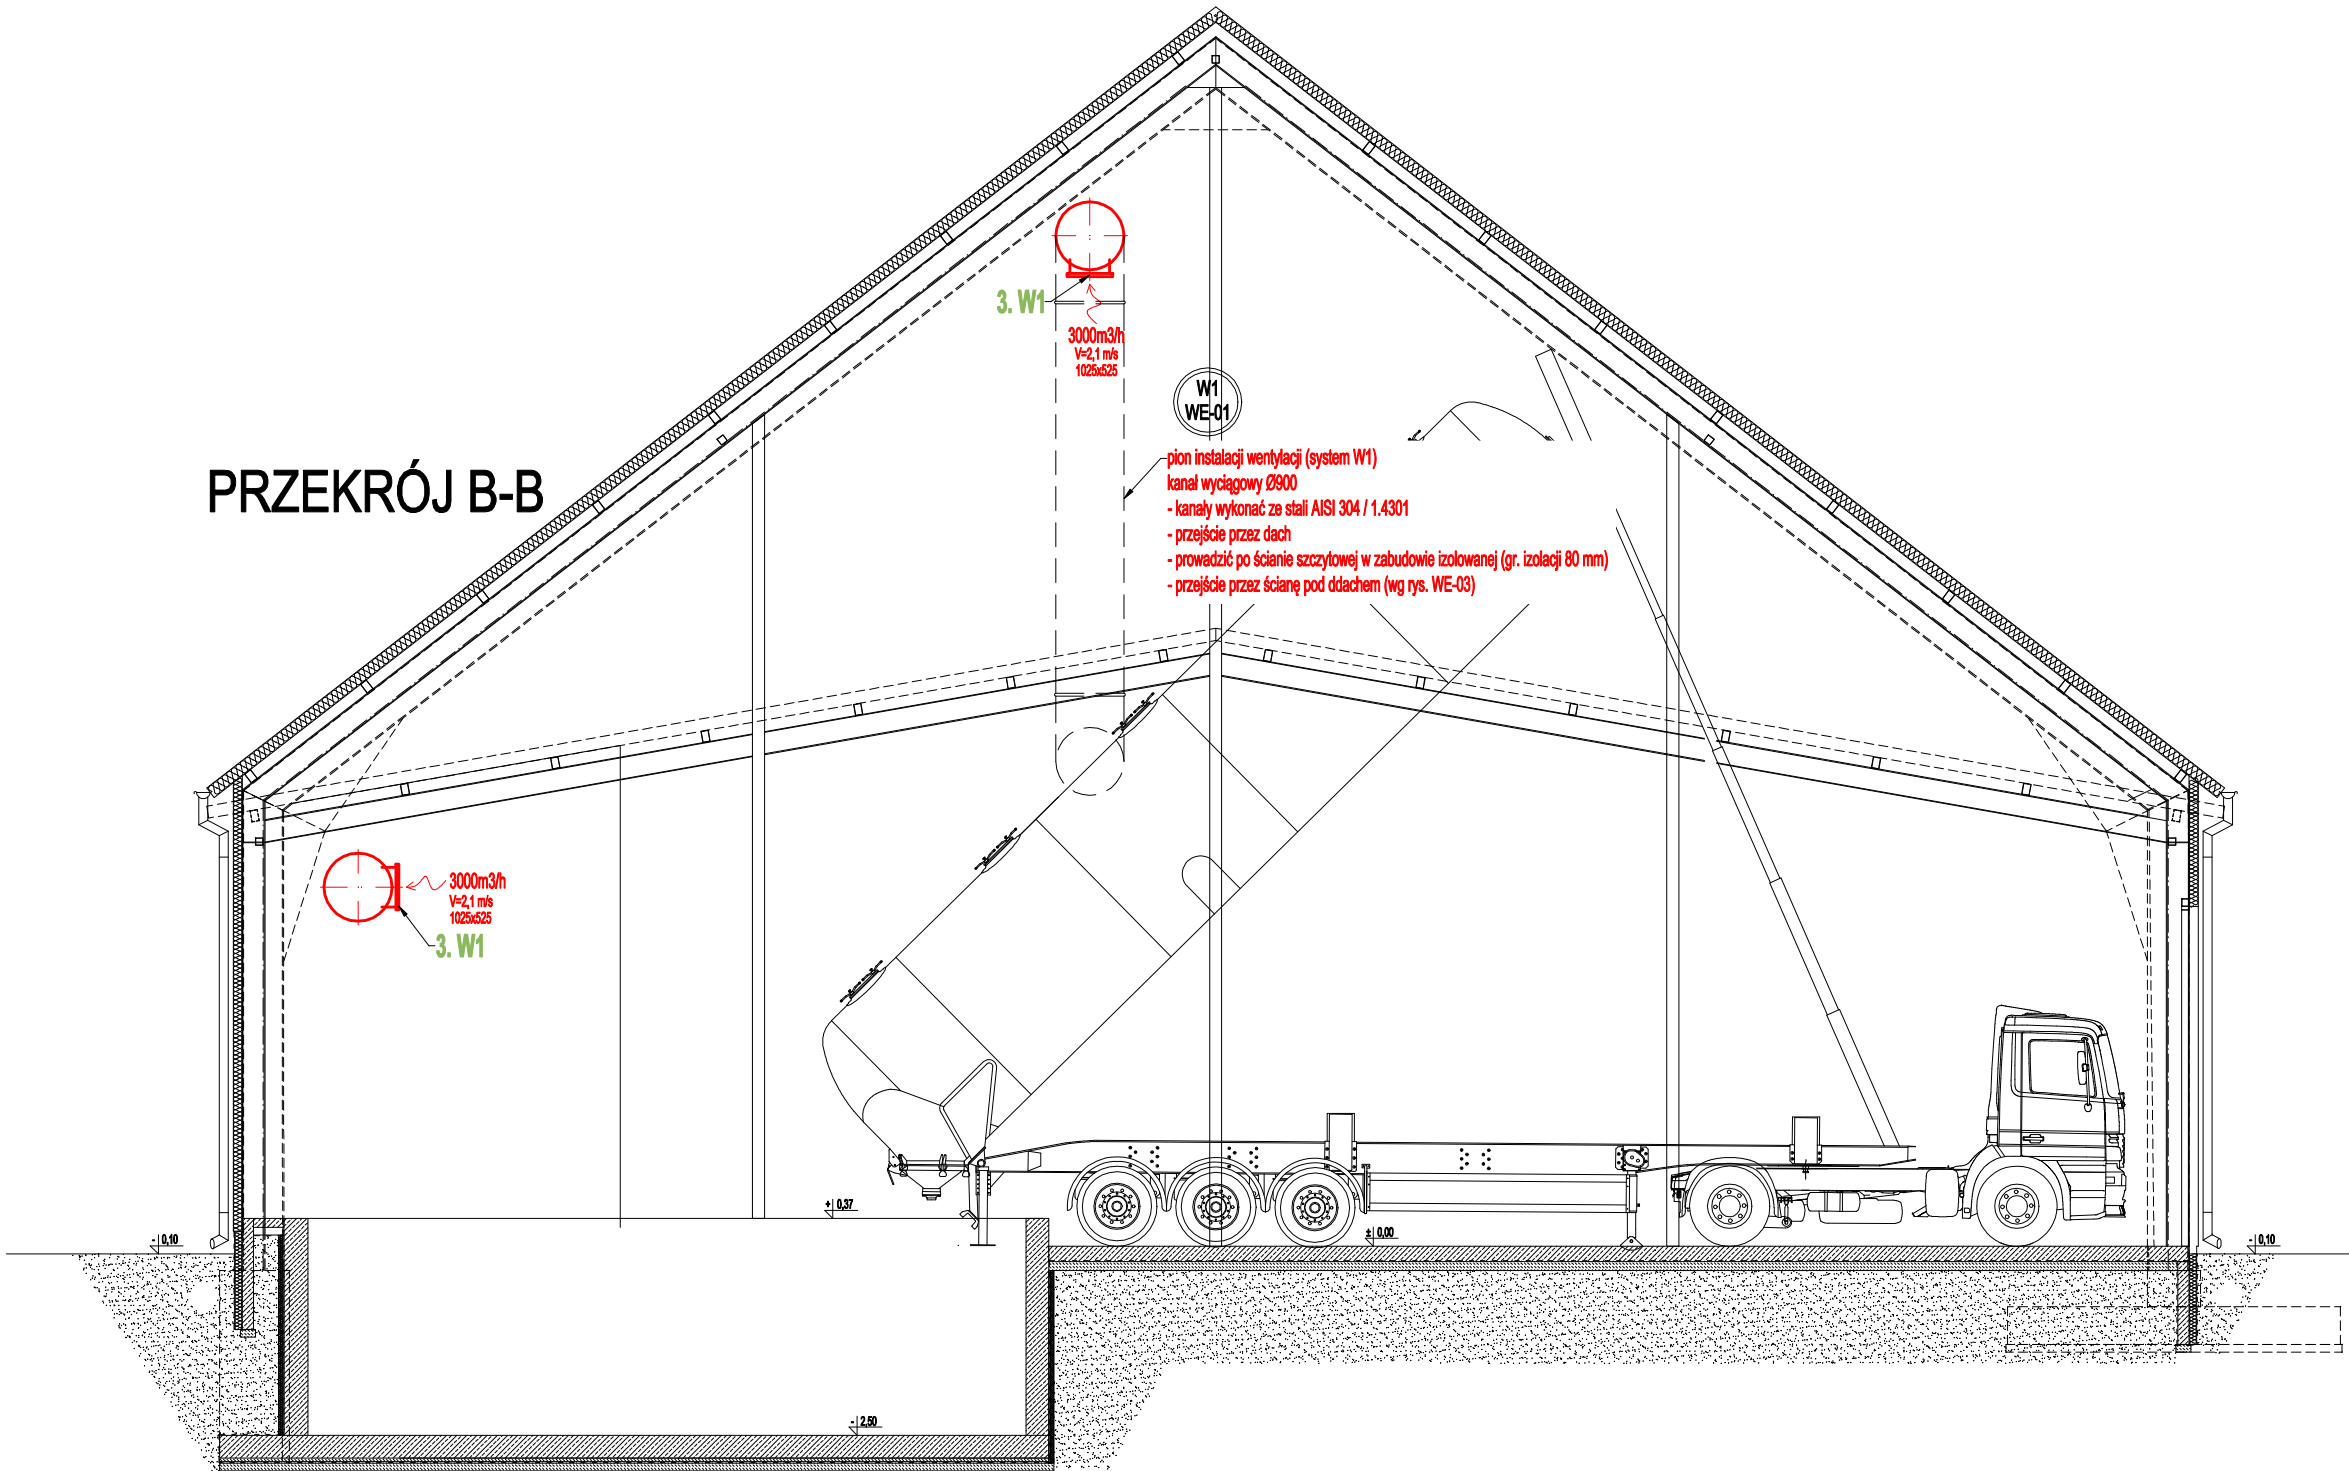 3. W1
3000m3/h
V=2,1 m/s
1025x525
W1
WE-01
PRZEKRÓJ B-B
pion instalacji wentylacji (system W1)
kanał wyciągowy Ø900
- kanały wykonać ze stali AISI 304 / 1.4301
- przejście przez dach
- prowadzić po ścianie szczytowej w zabudowie izolowanej (gr. izolacji 80 mm)
- przejście przez ścianę pod ddachem (wg rys. WE-03)
3000m3/h
V=2,1 m/s
1025x525
3. W1
+ 0,37
- 0,10
± 0,00
- 0,10
- 2,50